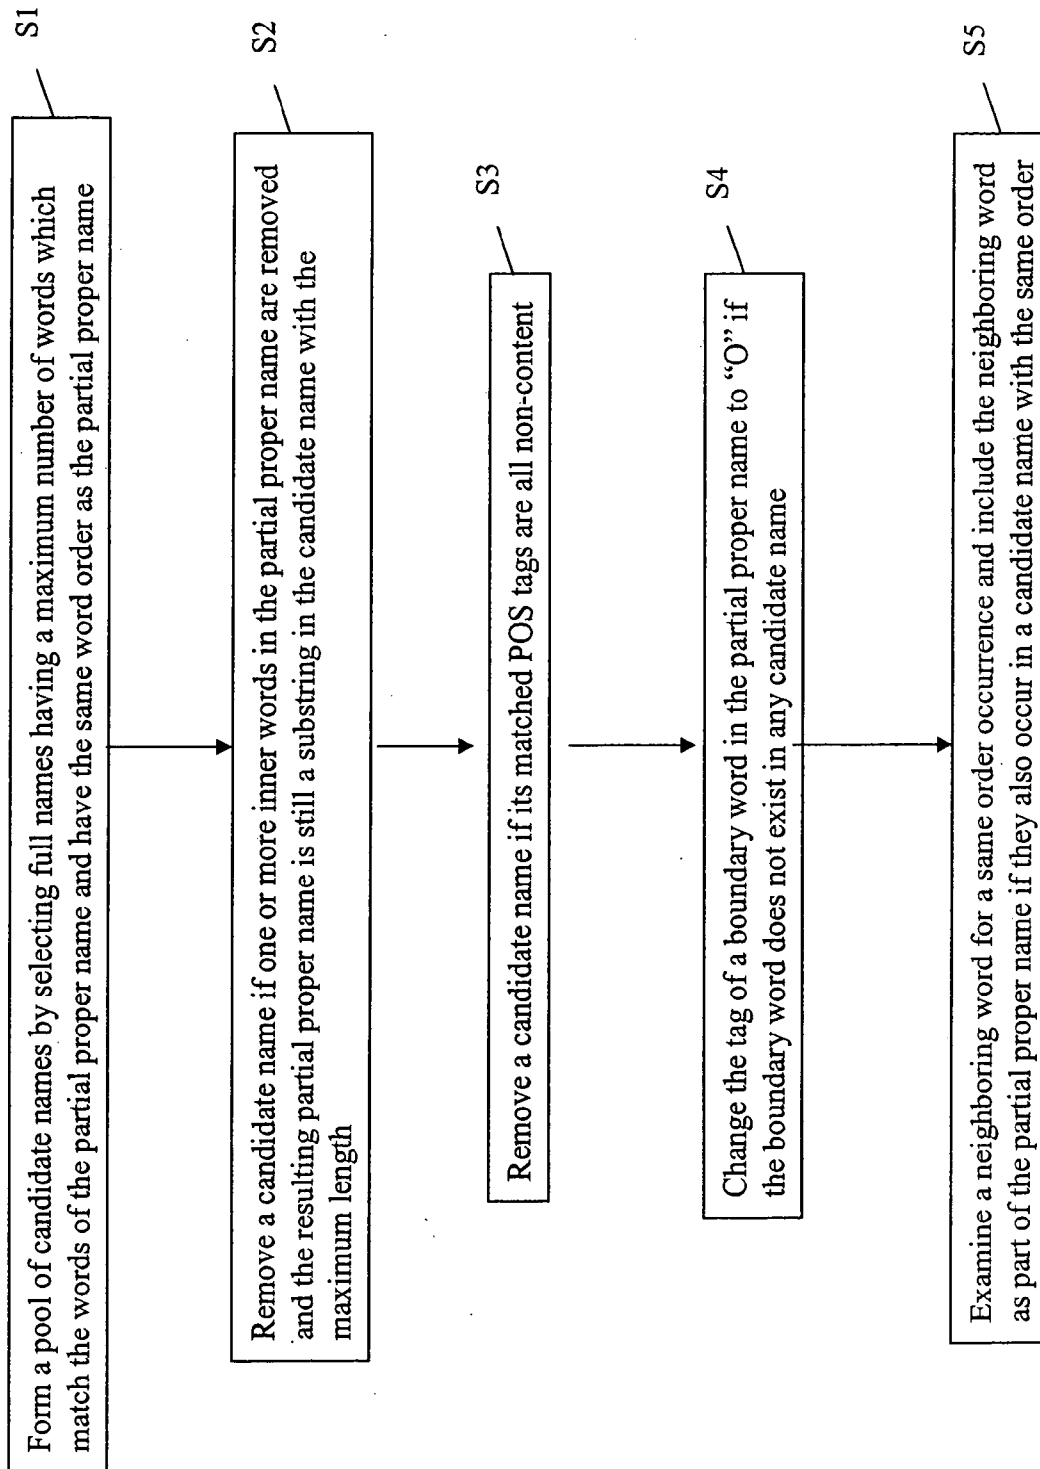 S1
Form a pool of candidate names by selecting full names having a maximum number of words which
match the words of the partial proper name and have the same word order as the partial proper name
S2
Remove a candidate name if one or more inner words in the partial proper name are removed
and the resulting partial proper name is still a substring in the candidate name with the
maximum length
S3
Remove a candidate name if its matched POS tags are all non-content
S4
Change the tag of a boundary word in the partial proper name to “O” if
the boundary word does not exist in any candidate name
S5
Examine a neighboring word for a same order occurrence and include the neighboring word
as part of the partial proper name if they also occur in a candidate name with the same order